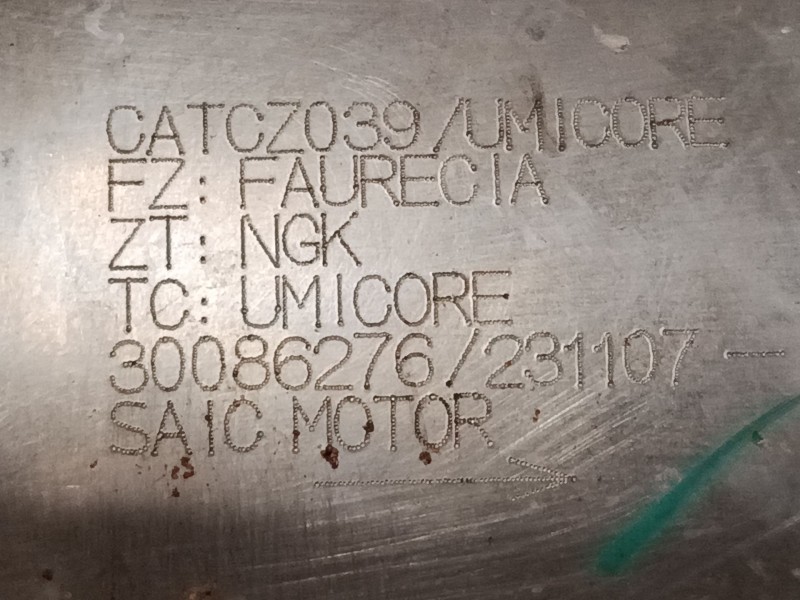 CATCZ039/UMICORE
FZ: FAURECIA
ZT: NGK
TC: UMICORE
30086276/231107 —
SAIC MOTOR